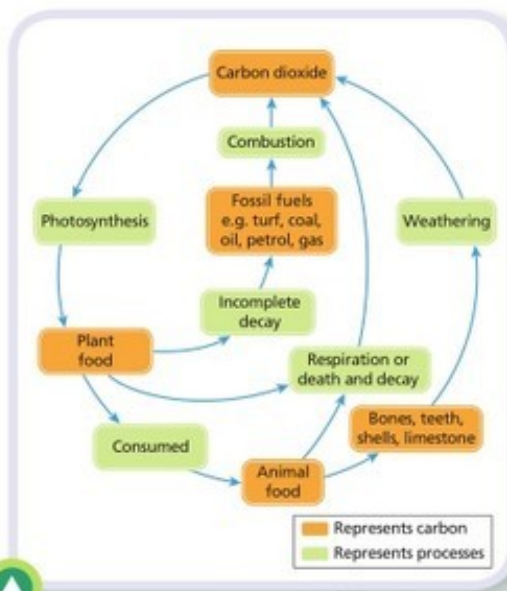 Carbon dioxide
Combustion
Photosynthesis
Fossil fuels
e.g. turf, coal,
oil, petrol, gas
Weathering
Incomplete
decay
Plant
food
Respiration or
death and decay
Consumed
Bones, teeth,
shells, limestone
Animal
food
Represents carbon
Represents processes